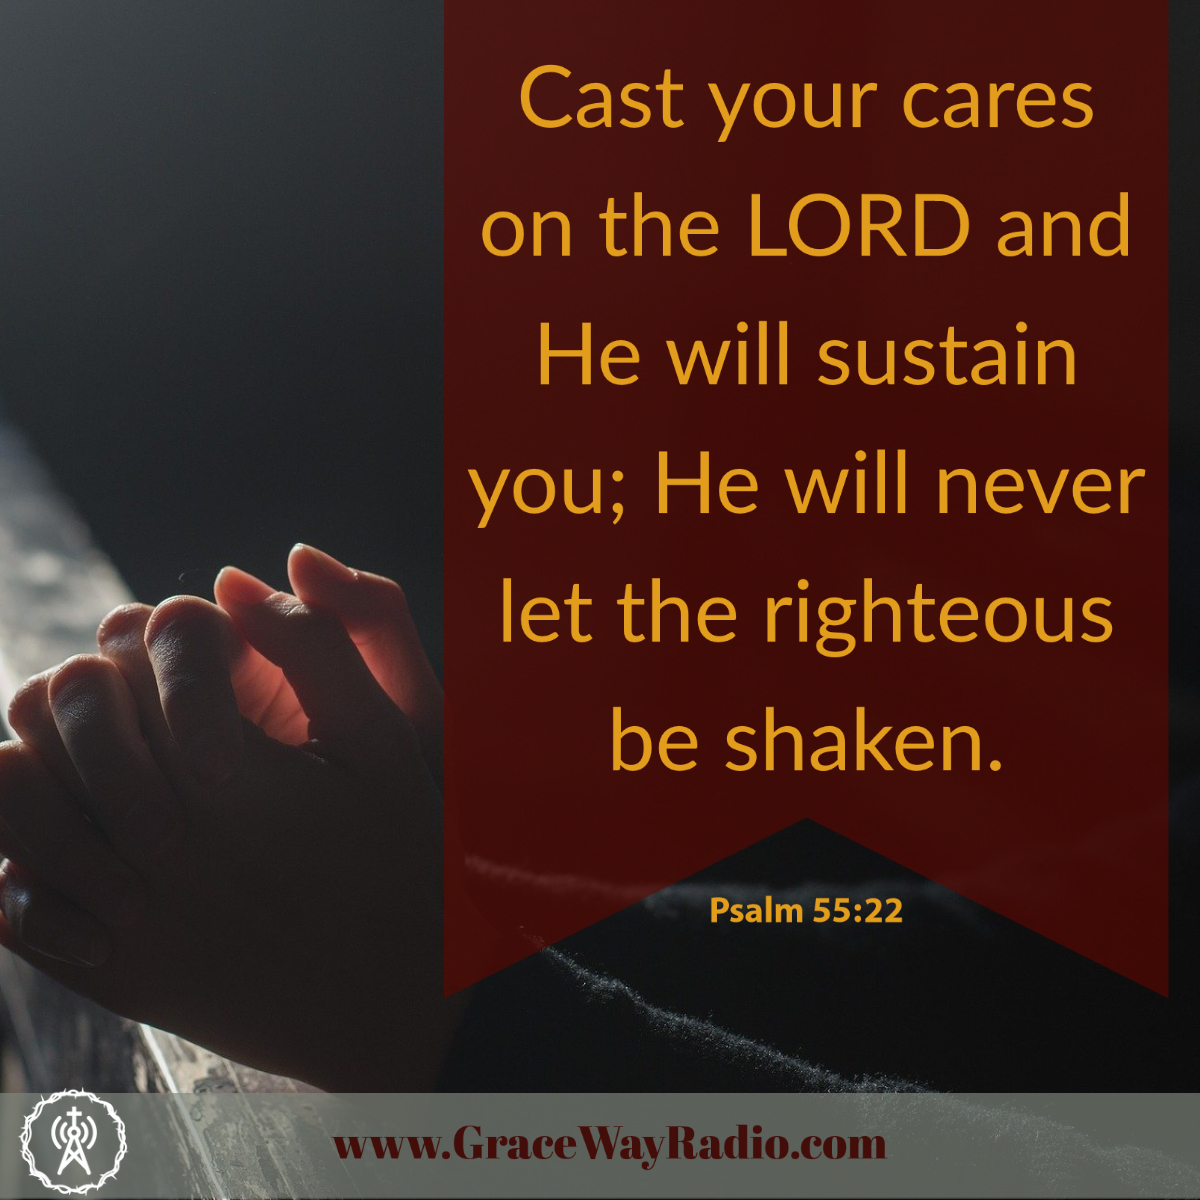 Cast your cares
on the LORD and
He will sustain
you; He will never
let the righteous
be shaken.
Psalm 55:22
www.GraceWayRadio.com